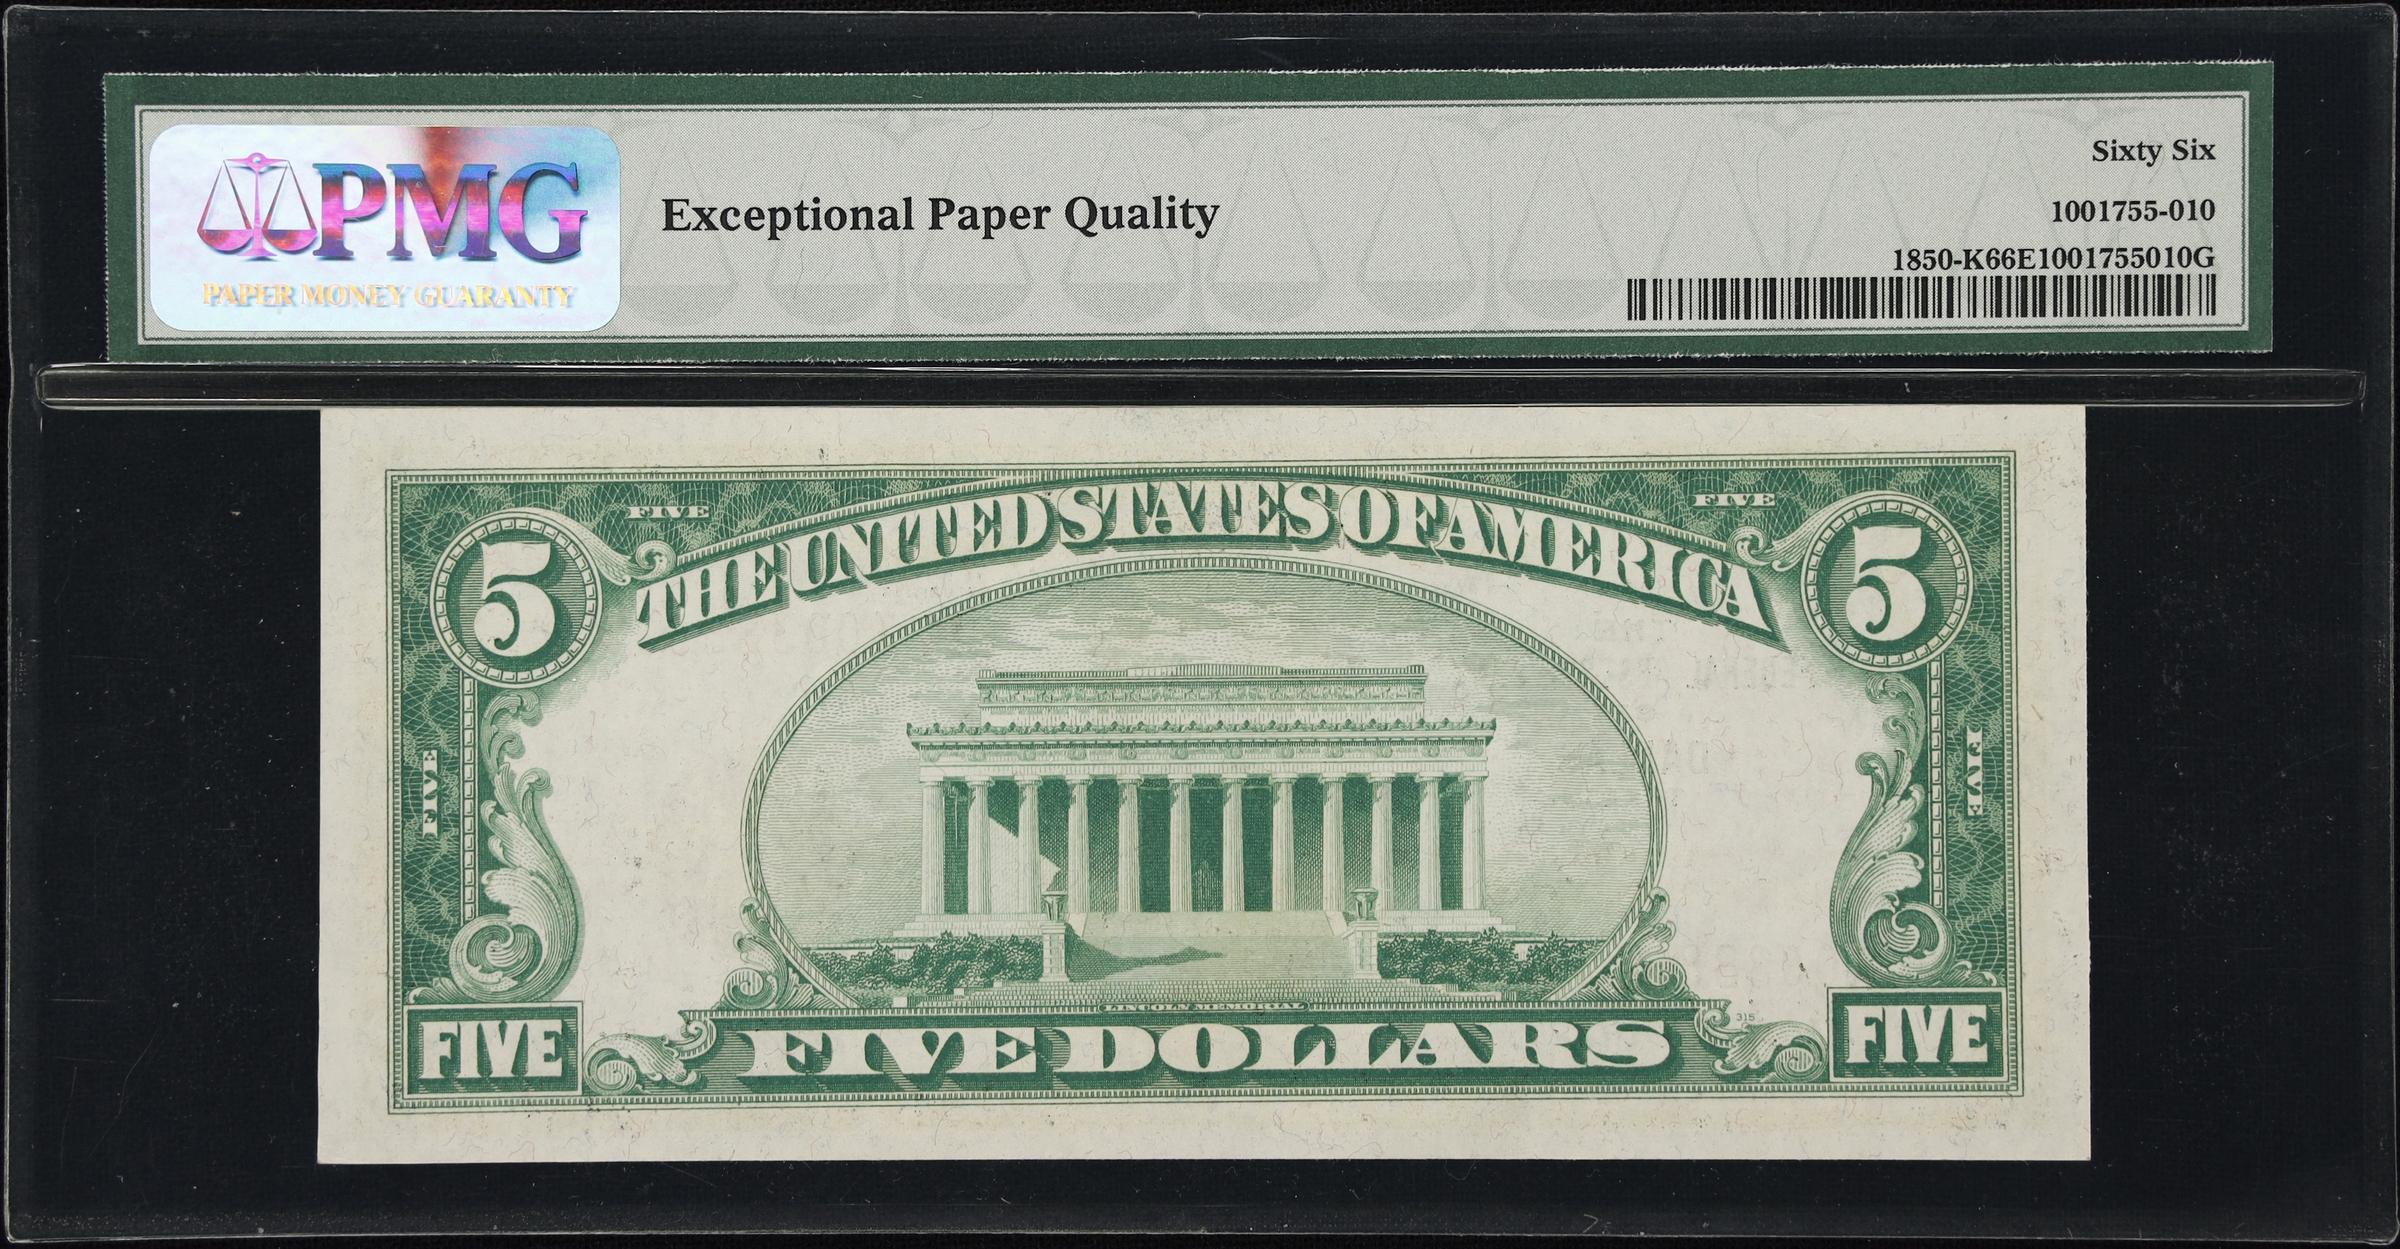 PMG
PAPER MONEY GUARANTY
Exceptional Paper Quality
Sixty Six
1001755-010
1850-K66E1001755010G
FIVE
FIVE
5
THE UNITED STATES OF AMERICA
5
FIVE
FIVE
LINCOLN MEMORIAL
315
FIVE
FIVE DOLLARS
FIVE